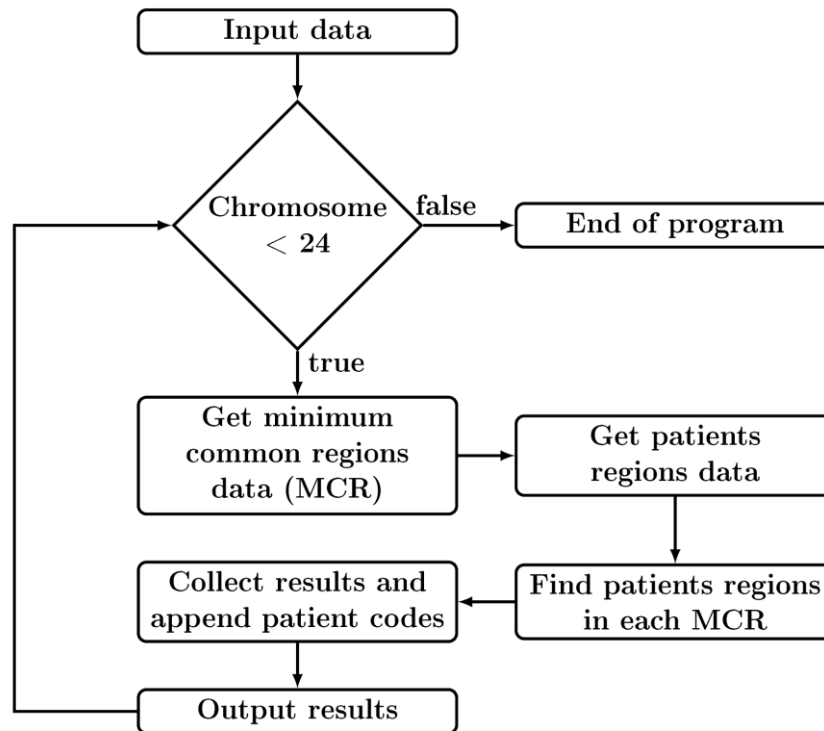 Input data
Chromosome
< 24
false
End of program
true
Get minimum
common regions
data (MCR)
Get patients
regions data
Find patients regions
in each MCR
Collect results and
append patient codes
Output results